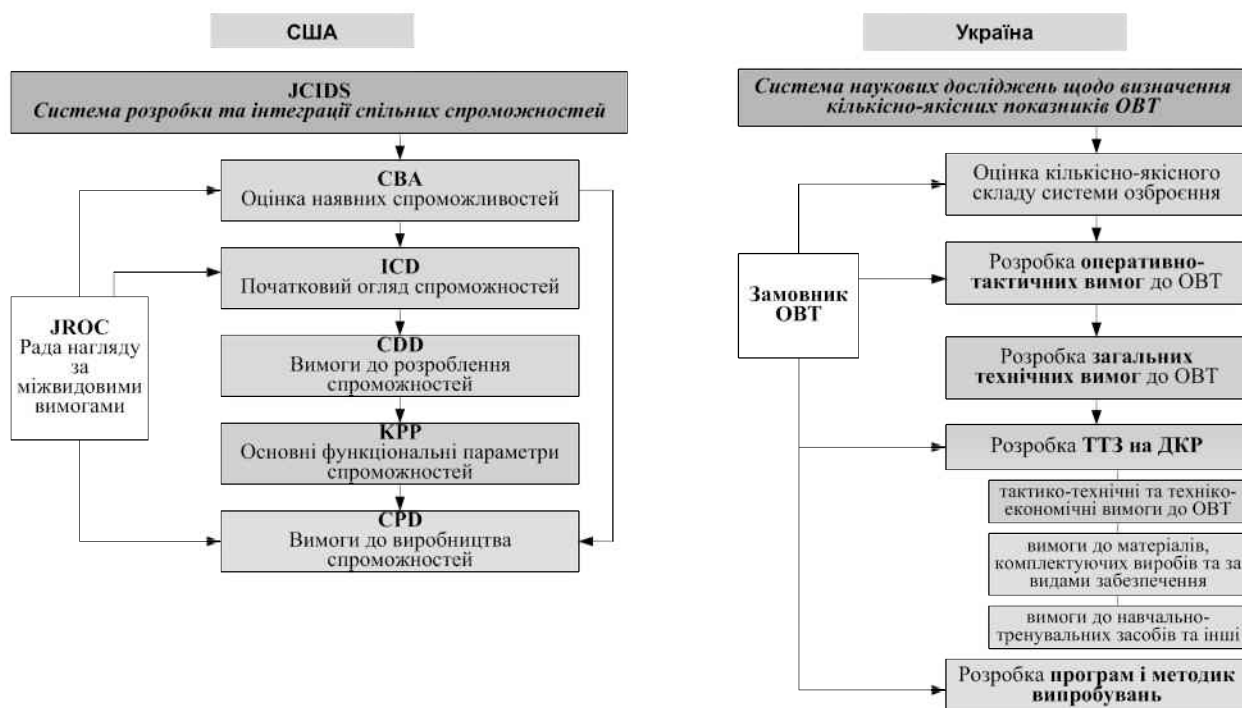 США
JCIDS
Система розробки та інтеграції спільних спроможностей
CBA
Оцінка наявних спроможливостей
ICD
Початковий огляд спроможностей
JROC
Рада нагляду
за
міжвидовими
вимогами
CDD
Вимоги до розроблення
спроможностей
KPP
Основні функціональні параметри
спроможностей
CPD
Вимоги до виробництва
спроможностей
Україна
Система наукових досліджень щодо визначення
кількісно-якісних показників ОВТ
Оцінка кількісно-якісного
складу системи озброєння
Замовник
ОВТ
Розробка оперативно-
тактичних вимог до ОВТ
Розробка загальних
технічних вимог до ОВТ
Розробка ТТЗ на ДКР
тактико-технічні та техніко-
економічні вимоги до ОВТ
вимоги до матеріалів,
комплектуючих виробів та за
видами забезпечення
вимоги до навчально-
тренувальних засобів та інші
Розробка програм і методик
випробувань